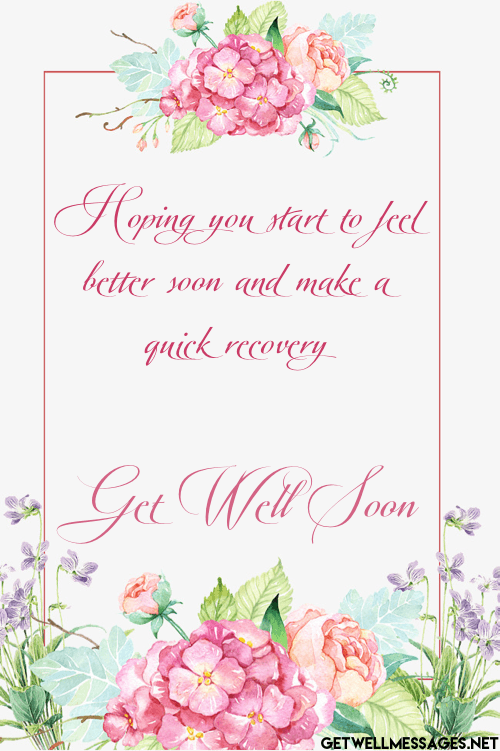 Hoping you start to feel
better soon and make a
quick recovery
Get Well Soon
GETWELLMESSAGES.NET